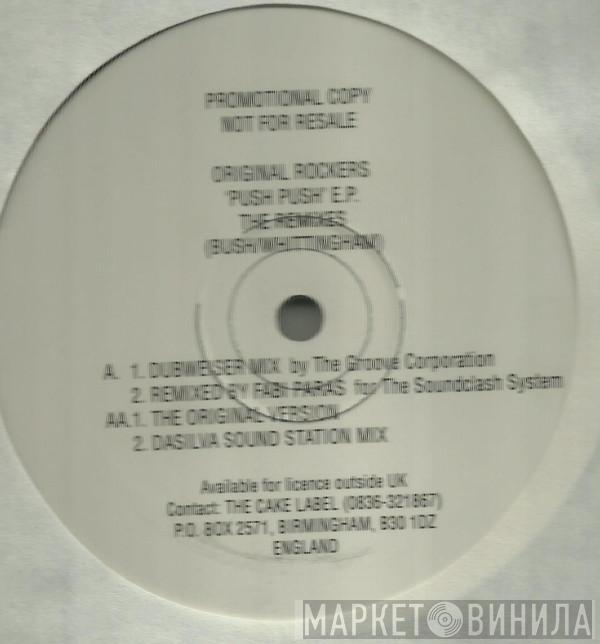 PROMOTIONAL COPY
NOT FOR RESALE
ORIGINAL ROCKERS
'PUSH PUSH' E.P.
THE REMIXES
(BUSH/WHITTINGHAM)
A. 1. DUBWEISER MIX by The Groove Corporation
2. REMIXED BY FABI PARAS for The Soundclash System
AA.1. THE ORIGINAL VERSION
2. DASILVA SOUND STATION MIX
Available for licence outside UK
Contact: THE CAKE LABEL (0836-321867)
P.O. BOX 2571, BIRMINGHAM, B30 1DZ
ENGLAND
МАРКЕТ ВИНИЛА